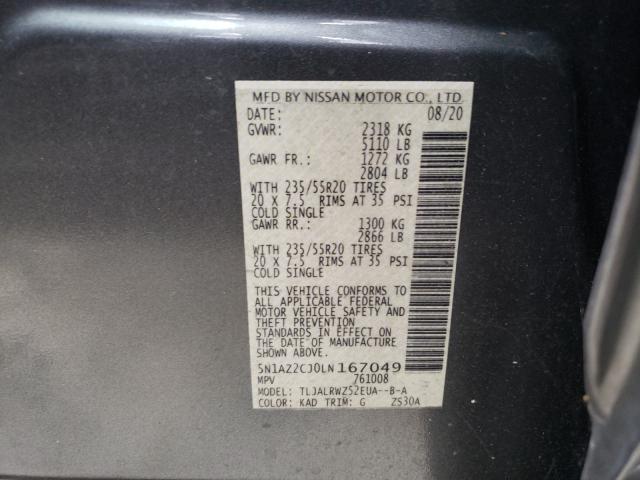 MFD BY NISSAN MOTOR CO., LTD.
DATE: 08/20
GVWR: 2318 KG
5110 LB
GAWR FR.: 1272 KG
2804 LB
WITH 235/55R20 TIRES
20 X 7.5 RIMS AT 35 PSI
COLD SINGLE
GAWR RR.: 1300 KG
2866 LB
WITH 235/55R20 TIRES
20 X 7.5 RIMS AT 35 PSI
COLD SINGLE
THIS VEHICLE CONFORMS TO
ALL APPLICABLE FEDERAL
MOTOR VEHICLE SAFETY AND
THEFT PREVENTION
STANDARDS IN EFFECT ON THE
DATE OF MANUFACTURE
5N1AZ2CJ0LN167049
MPV 761008
MODEL: TLJALRWZ52EUA--B-A
COLOR: KAD TRIM: G ZS30A